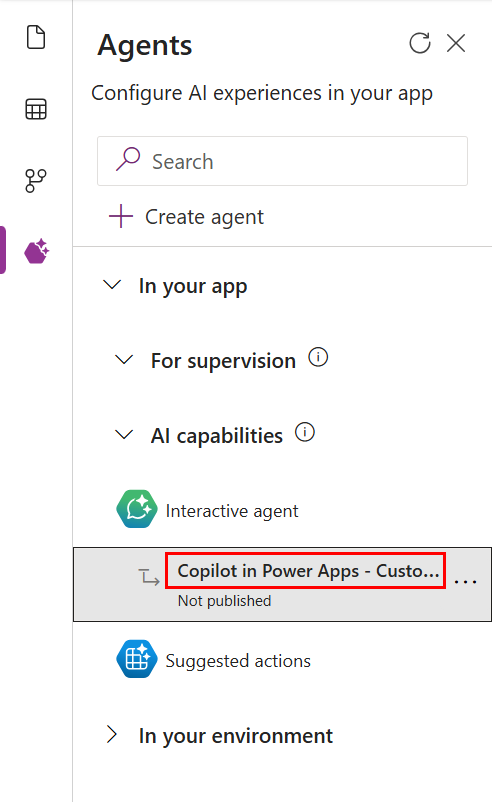 Agents
Configure AI experiences in your app
Search
Create agent
In your app
For supervision
AI capabilities
Interactive agent
Copilot in Power Apps - Custo...
Not published
Suggested actions
In your environment